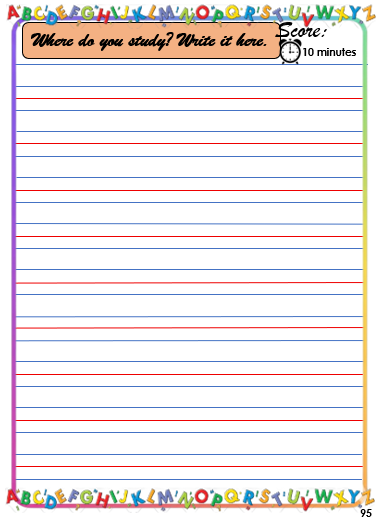 ABCDEFGHIJKLMNOPQRSTUVWXYZ
Where do you study? Write it here.
Score:
10 minutes
ABCDEFGHIJKLMNOPQRSTUVWXYZ
95